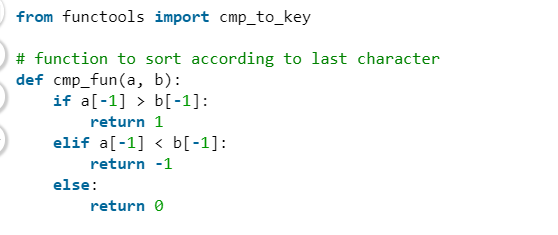 from functools import cmp_to_key
# function to sort according to last character
def cmp_fun(a, b):
    if a[-1] > b[-1]:
        return 1
    elif a[-1] < b[-1]:
        return -1
    else:
        return 0